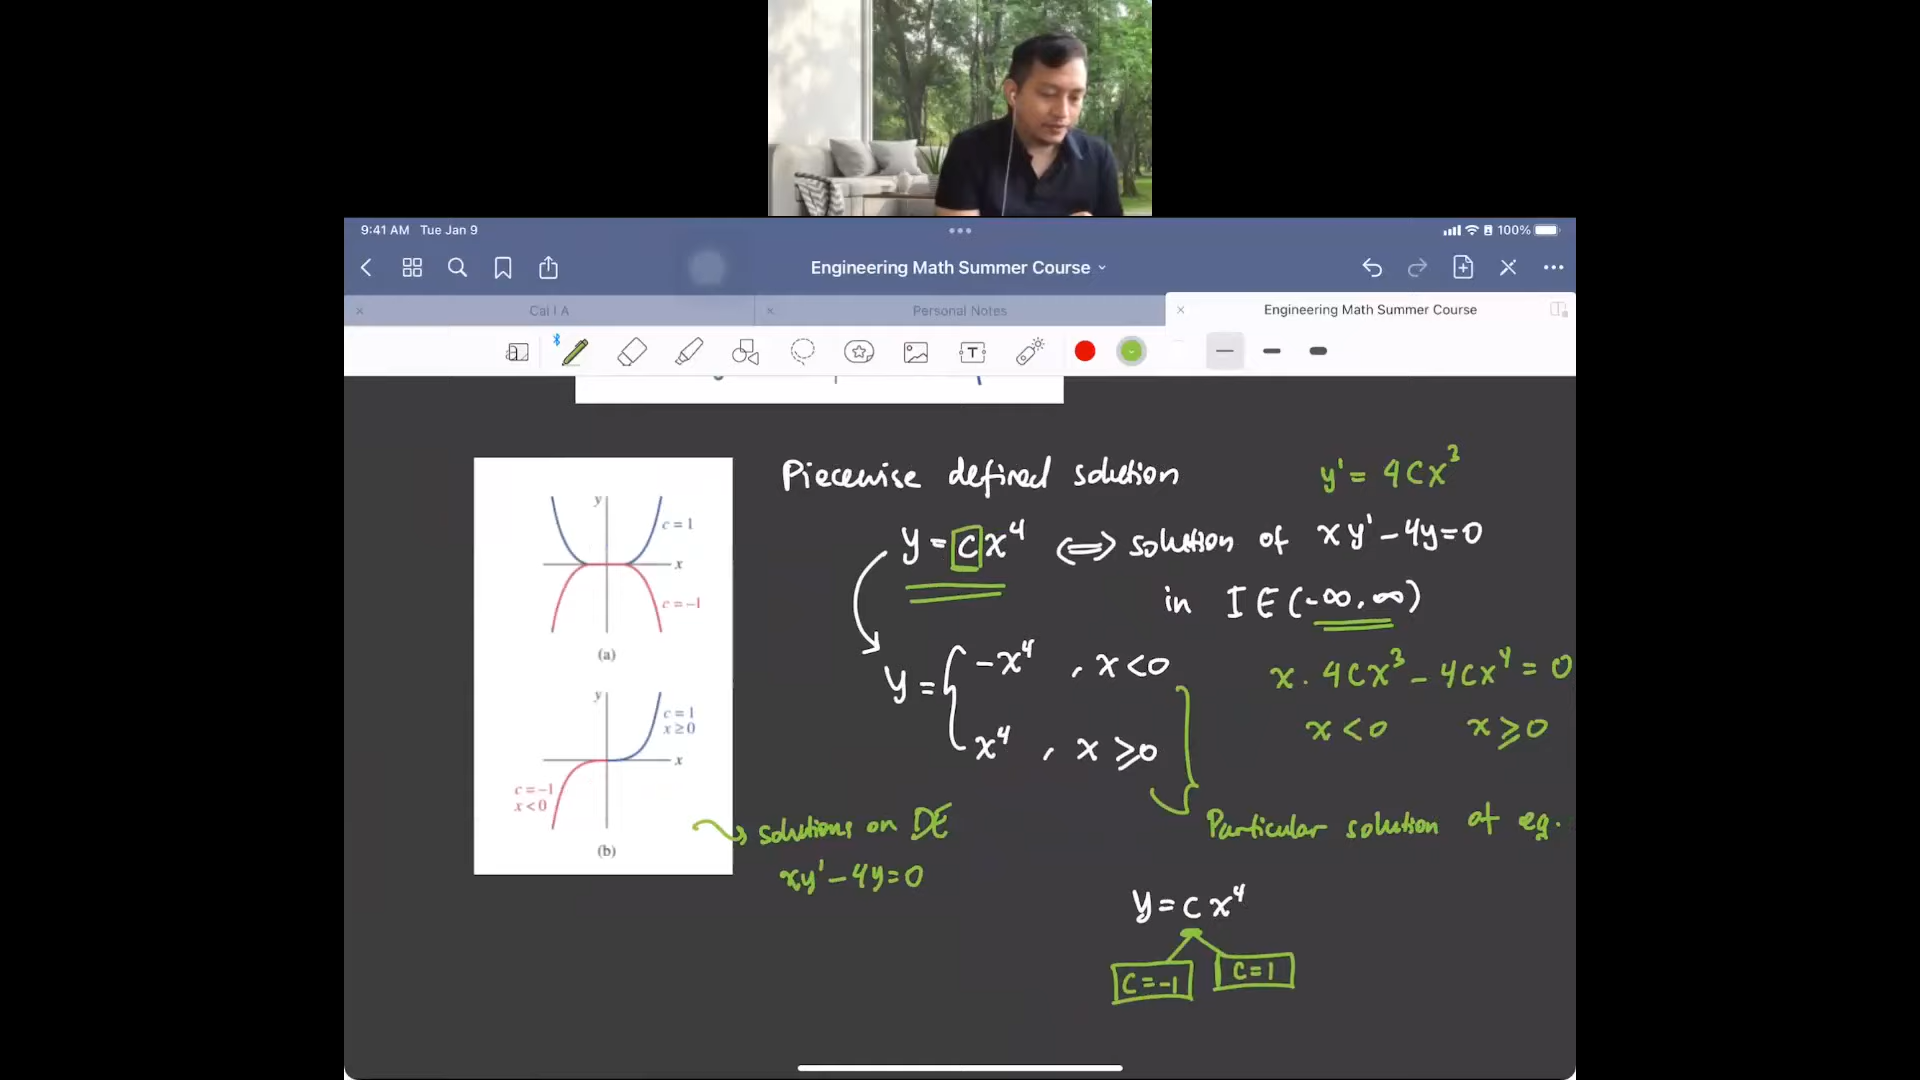 9:41 AM Tue Jan 9
100%
Engineering Math Summer Course
Cal I A
Personal Notes
Engineering Math Summer Course
y
c = 1
x
c = −1
(a)
y
c = 1
x ≥ 0
x
c = −1
x < 0
(b)
Piecewise defined solution
y' = 4Cx³
y = Cx⁴ ⟺ solution of xy' − 4y = 0
in I ∈ (−∞, ∞)
y = { −x⁴ , x < 0
x⁴ , x ≥ 0
x · 4Cx³ − 4Cx⁴ = 0
x < 0 x ≥ 0
Particular solution of eq.
solutions on DE
xy' − 4y = 0
y = C x⁴
C = −1 C = 1